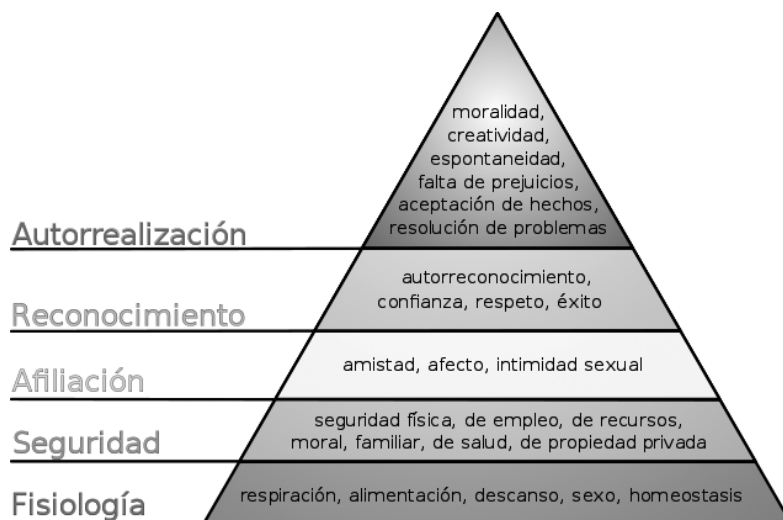 moralidad,
creatividad,
espontaneidad,
falta de prejuicios,
aceptación de hechos,
resolución de problemas
Autorrealización
autorreconocimiento,
confianza, respeto, éxito
Reconocimiento
amistad, afecto, intimidad sexual
Afiliación
seguridad física, de empleo, de recursos,
moral, familiar, de salud, de propiedad privada
Seguridad
respiración, alimentación, descanso, sexo, homeostasis
Fisiología